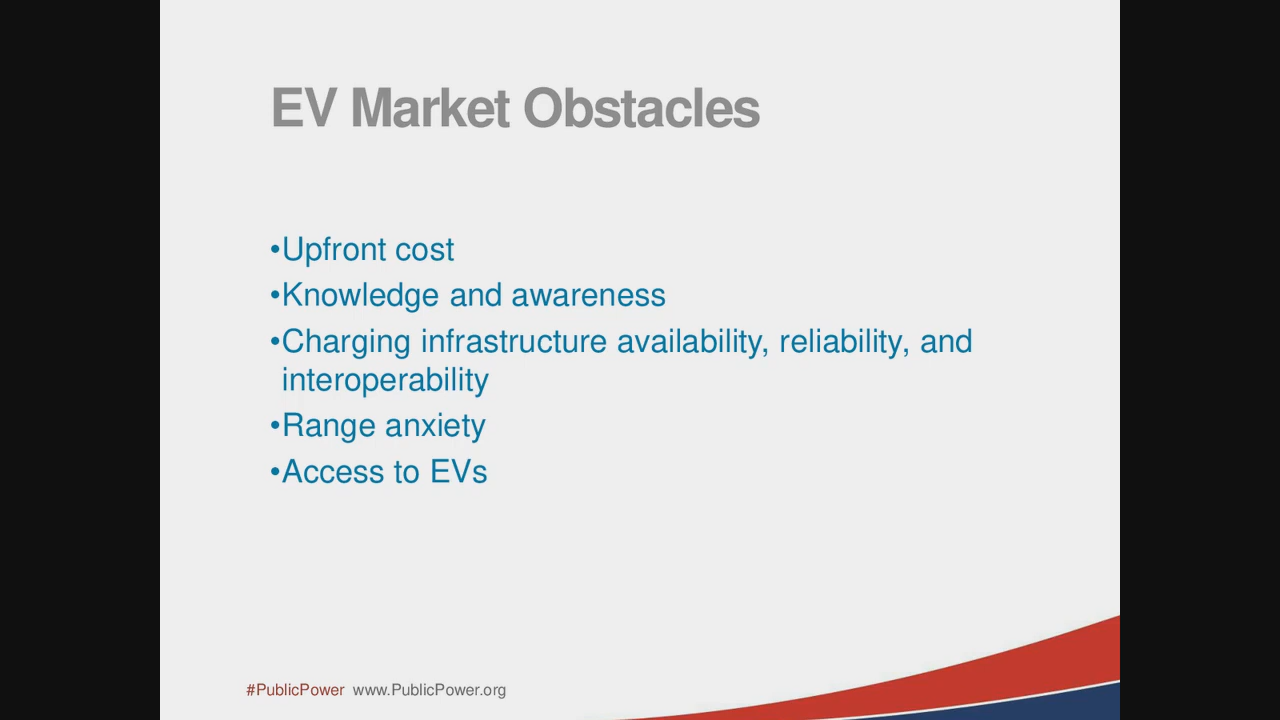 EV Market Obstacles
•Upfront cost
•Knowledge and awareness
•Charging infrastructure availability, reliability, and
interoperability
•Range anxiety
•Access to EVs
#PublicPower www.PublicPower.org